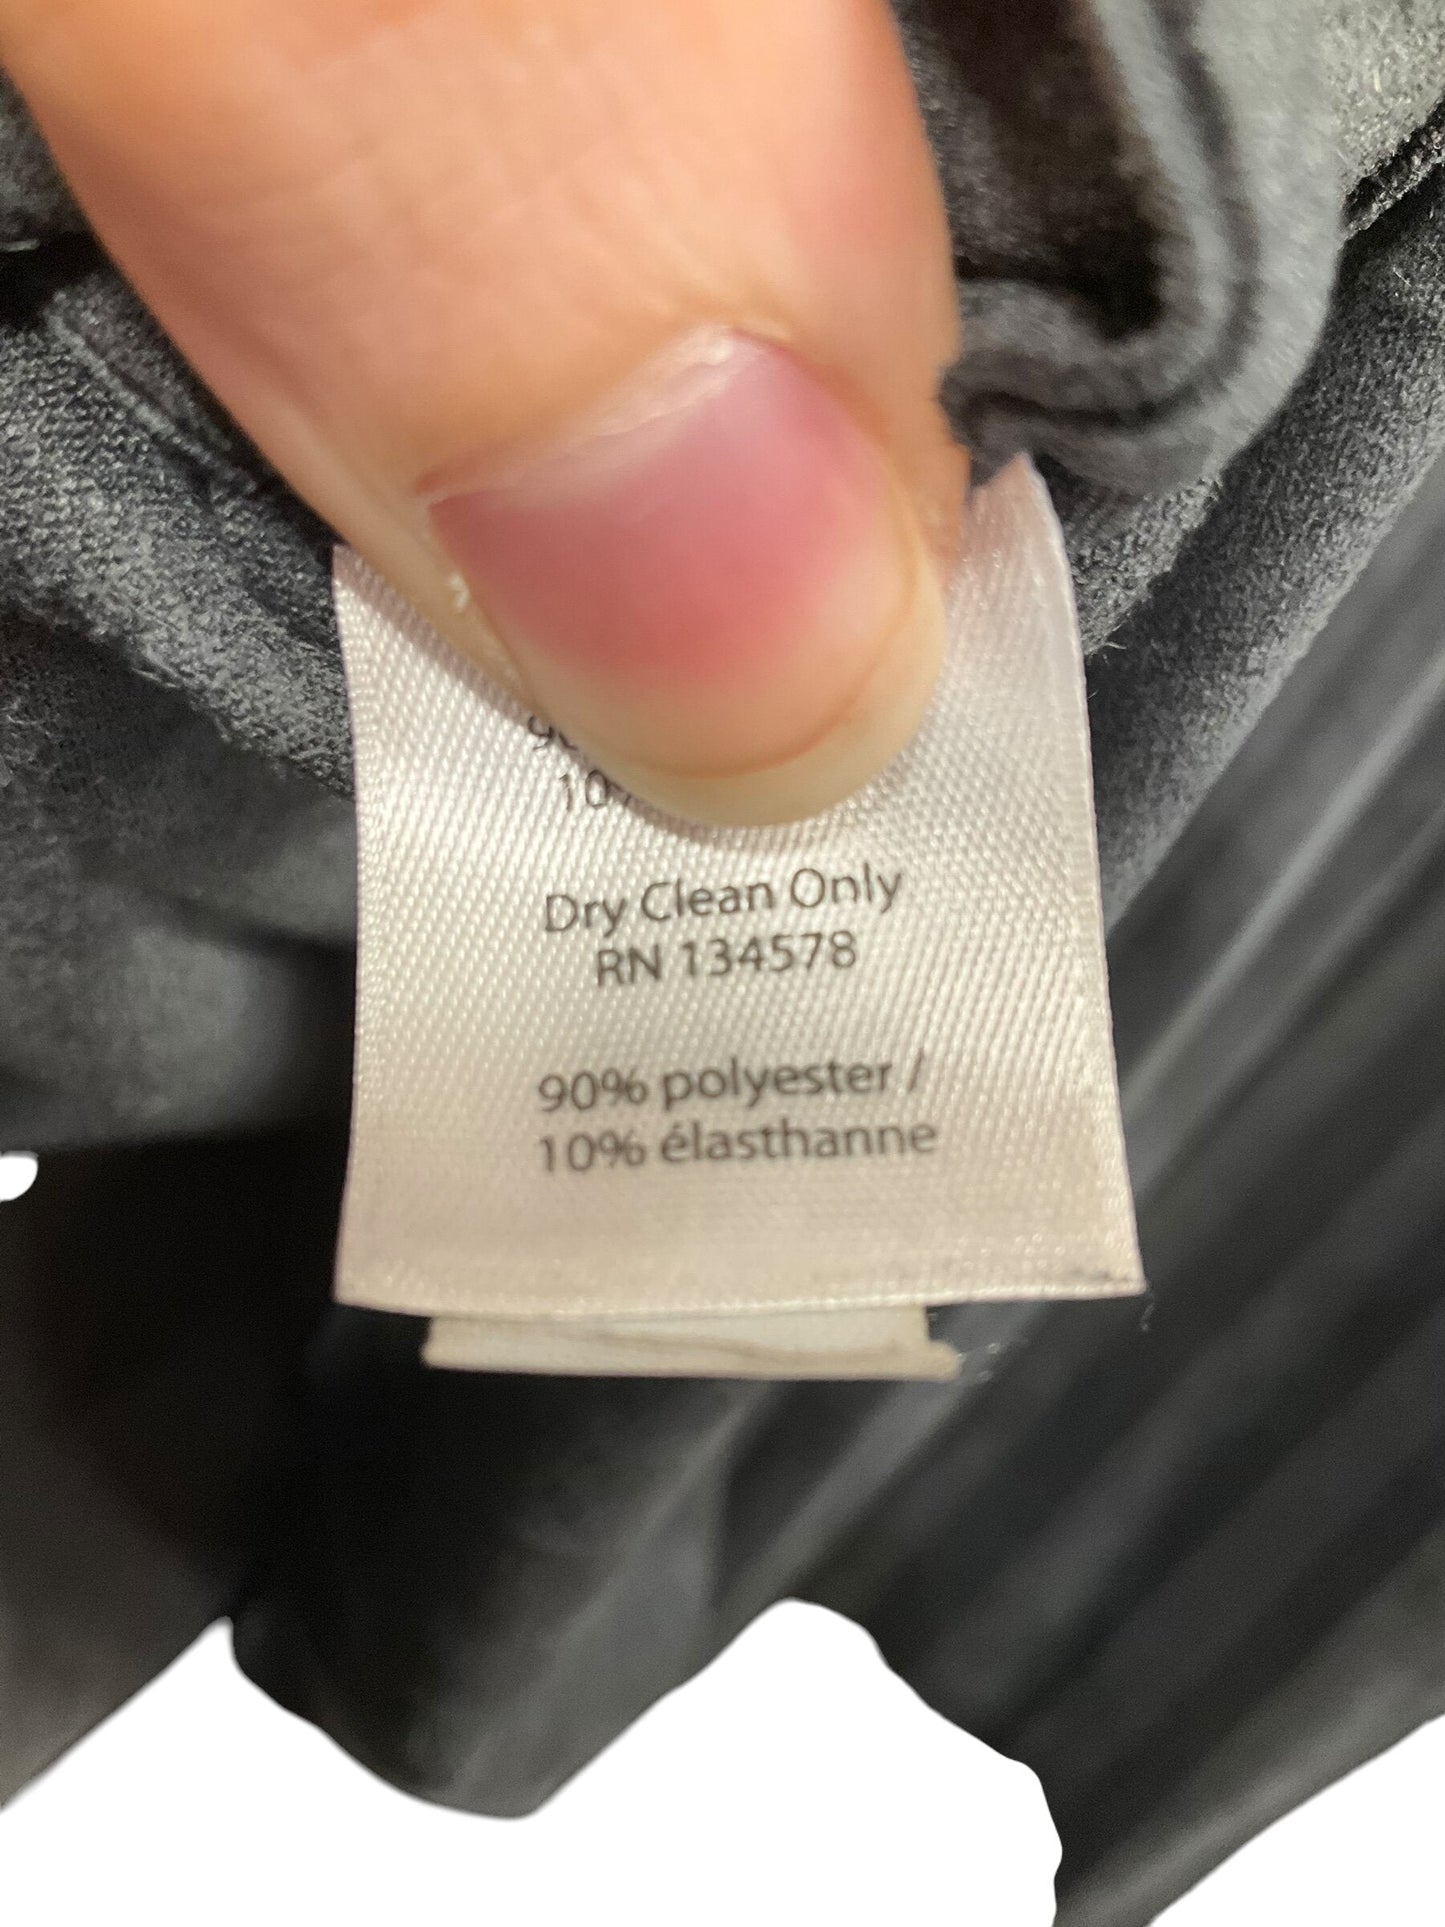 Dry Clean Only
RN 134578
90% polyester /
10% élasthanne